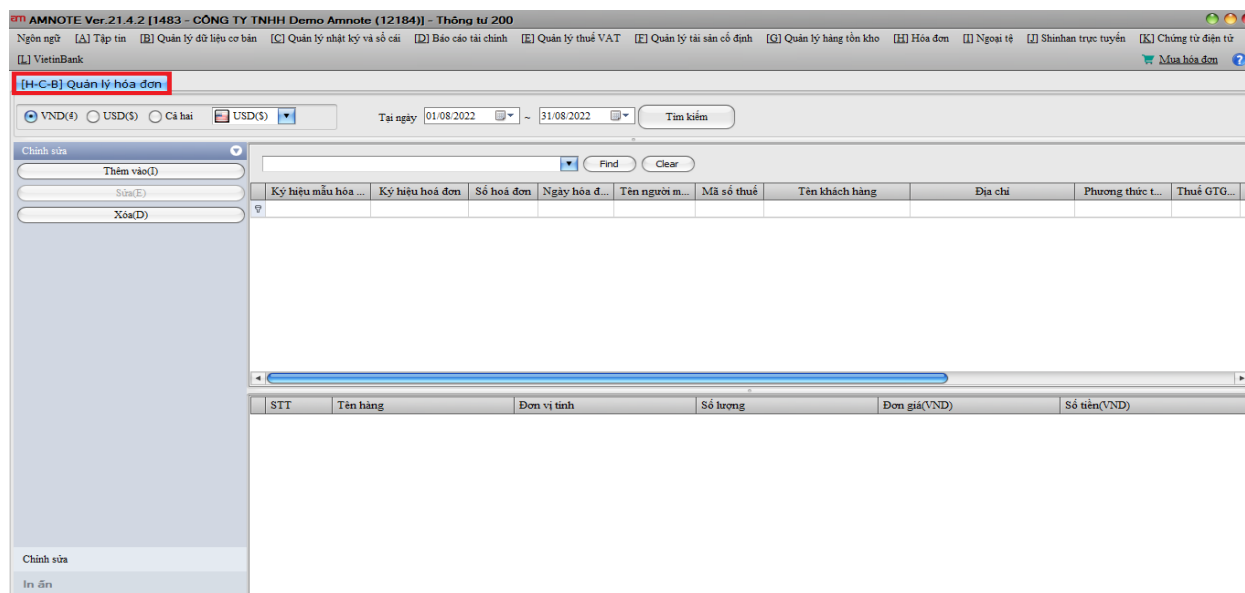 am AMNOTE Ver.21.4.2 [1483 - CÔNG TY TNHH Demo Amnote (12184)] - Thông tư 200
Ngôn ngữ [A] Tập tin [B] Quản lý dữ liệu cơ bản [C] Quản lý nhật ký và sổ cái [D] Báo cáo tài chính [E] Quản lý thuế VAT [F] Quản lý tài sản cố định [G] Quản lý hàng tồn kho [H] Hóa đơn [I] Ngoại tệ [J] Shinhan trực tuyến [K] Chứng từ điện tử
[L] VietinBank Mua hóa đơn ?
[H-C-B] Quản lý hóa đơn
VND(đ) USD($) Cả hai USD($) Tại ngày 01/08/2022 ~ 31/08/2022 Tìm kiếm
Chỉnh sửa
Thêm vào(I)
Sửa(E)
Xóa(D)
Find Clear
Ký hiệu mẫu hóa ... Ký hiệu hoá đơn Số hoá đơn Ngày hóa đ... Tên người m... Mã số thuế Tên khách hàng Địa chỉ Phương thức t... Thuế GTG...
STT Tên hàng Đơn vị tính Số lượng Đơn giá(VND) Số tiền(VND)
Chỉnh sửa
In ấn